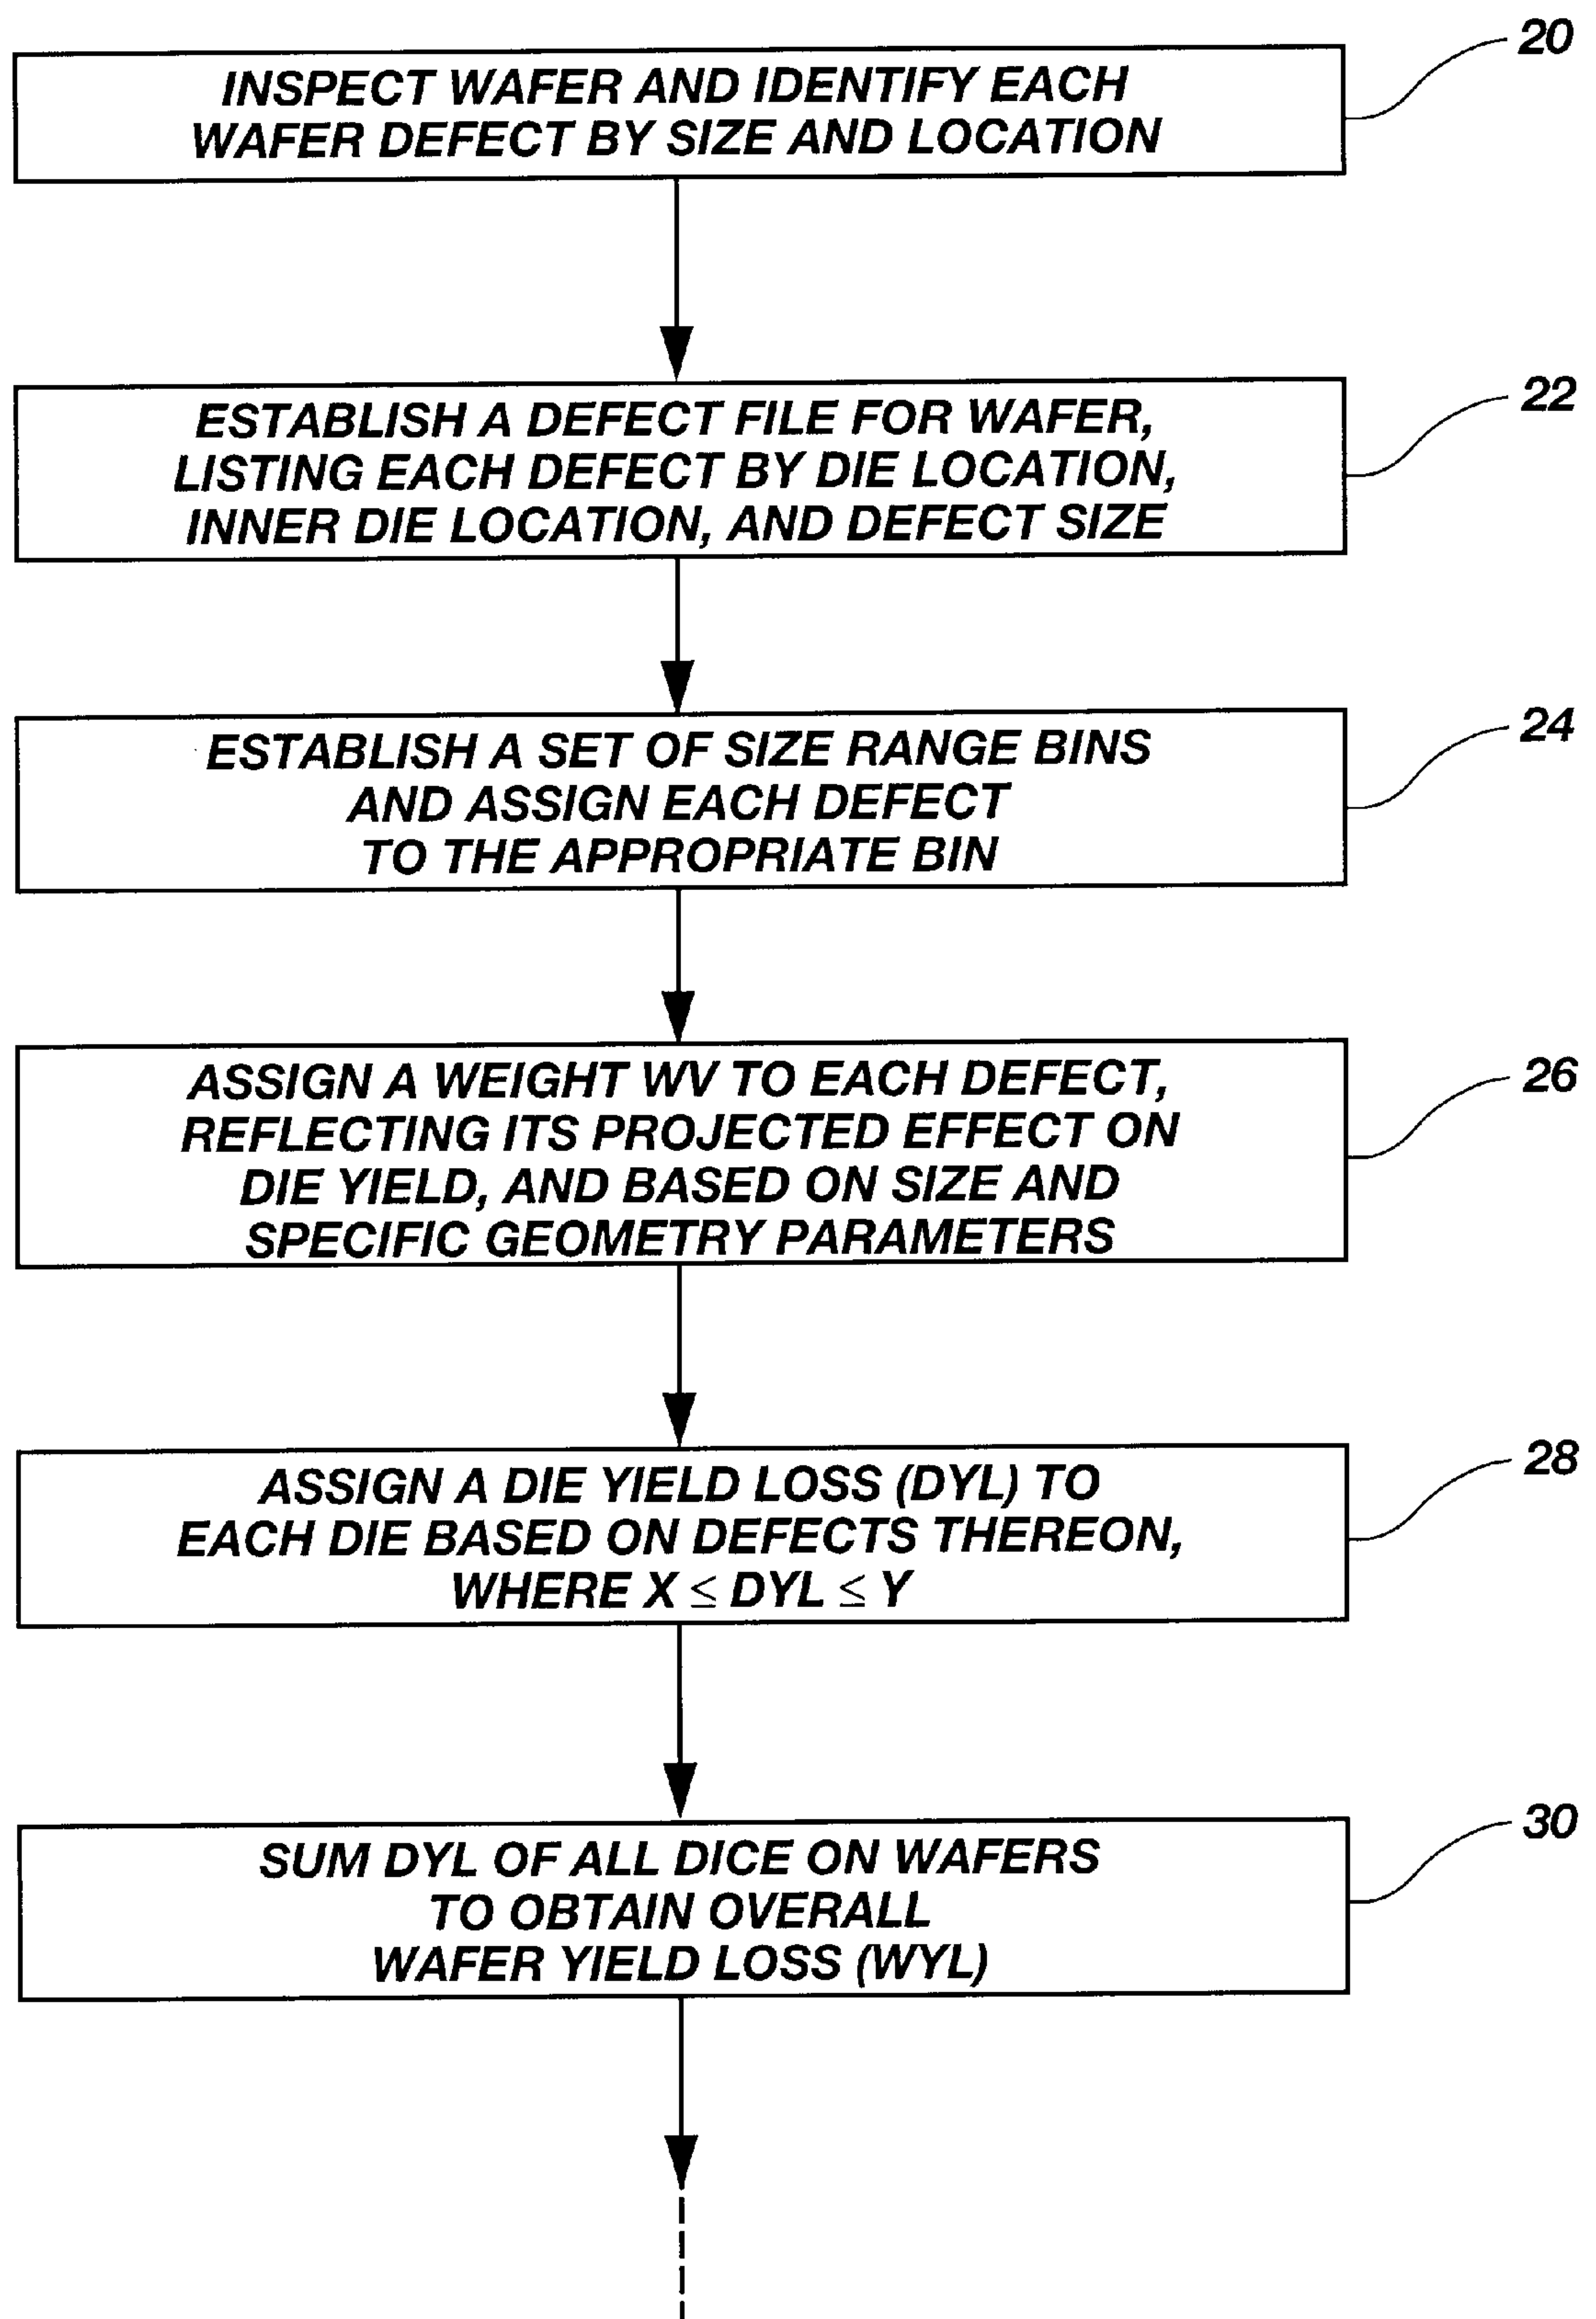 20
INSPECT WAFER AND IDENTIFY EACH
WAFER DEFECT BY SIZE AND LOCATION
22
ESTABLISH A DEFECT FILE FOR WAFER,
LISTING EACH DEFECT BY DIE LOCATION,
INNER DIE LOCATION, AND DEFECT SIZE
24
ESTABLISH A SET OF SIZE RANGE BINS
AND ASSIGN EACH DEFECT
TO THE APPROPRIATE BIN
26
ASSIGN A WEIGHT WV TO EACH DEFECT,
REFLECTING ITS PROJECTED EFFECT ON
DIE YIELD, AND BASED ON SIZE AND
SPECIFIC GEOMETRY PARAMETERS
28
ASSIGN A DIE YIELD LOSS (DYL) TO
EACH DIE BASED ON DEFECTS THEREON,
WHERE X ≤ DYL ≤ Y
30
SUM DYL OF ALL DICE ON WAFERS
TO OBTAIN OVERALL
WAFER YIELD LOSS (WYL)